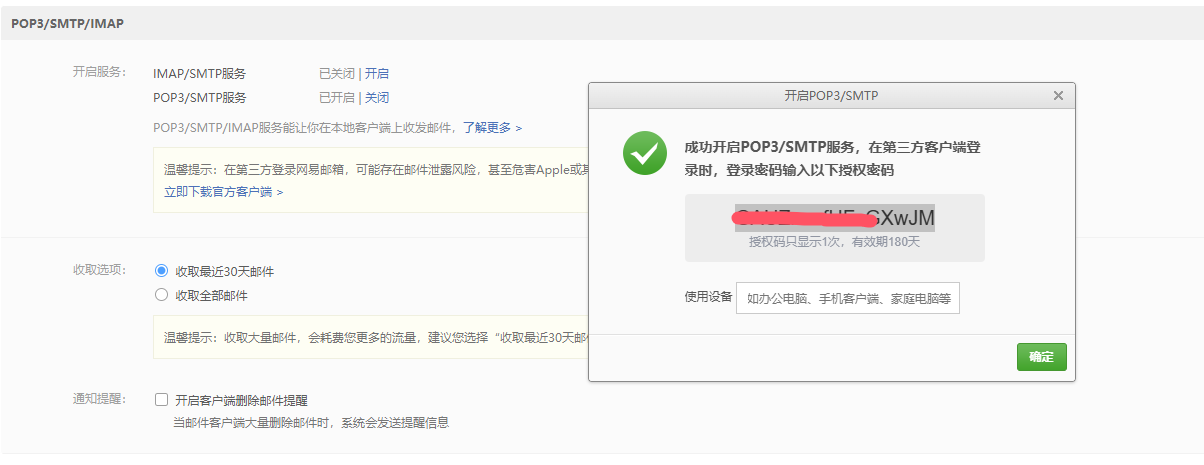 POP3/SMTP/IMAP
开启服务：
IMAP/SMTP服务 已关闭 | 开启
POP3/SMTP服务 已开启 | 关闭
POP3/SMTP/IMAP服务能让你在本地客户端上收发邮件，了解更多 >
温馨提示：在第三方登录网易邮箱，可能存在邮件泄露风险，甚至危害Apple或其
立即下载官方客户端 >
收取选项：
收取最近30天邮件
收取全部邮件
温馨提示：收取大量邮件，会耗费您更多的流量，建议您选择“收取最近30天邮
通知提醒：
开启客户端删除邮件提醒
当邮件客户端大量删除邮件时，系统会发送提醒信息
开启POP3/SMTP
成功开启POP3/SMTP服务，在第三方客户端登
录时，登录密码输入以下授权密码
GXwJM
授权码只显示1次，有效期180天
使用设备 如办公电脑、手机客户端、家庭电脑等
确定